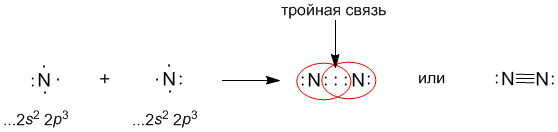 тройная связь
:N· + ·N: → :N:::N: или :N≡N:
...2s² 2p³ ...2s² 2p³